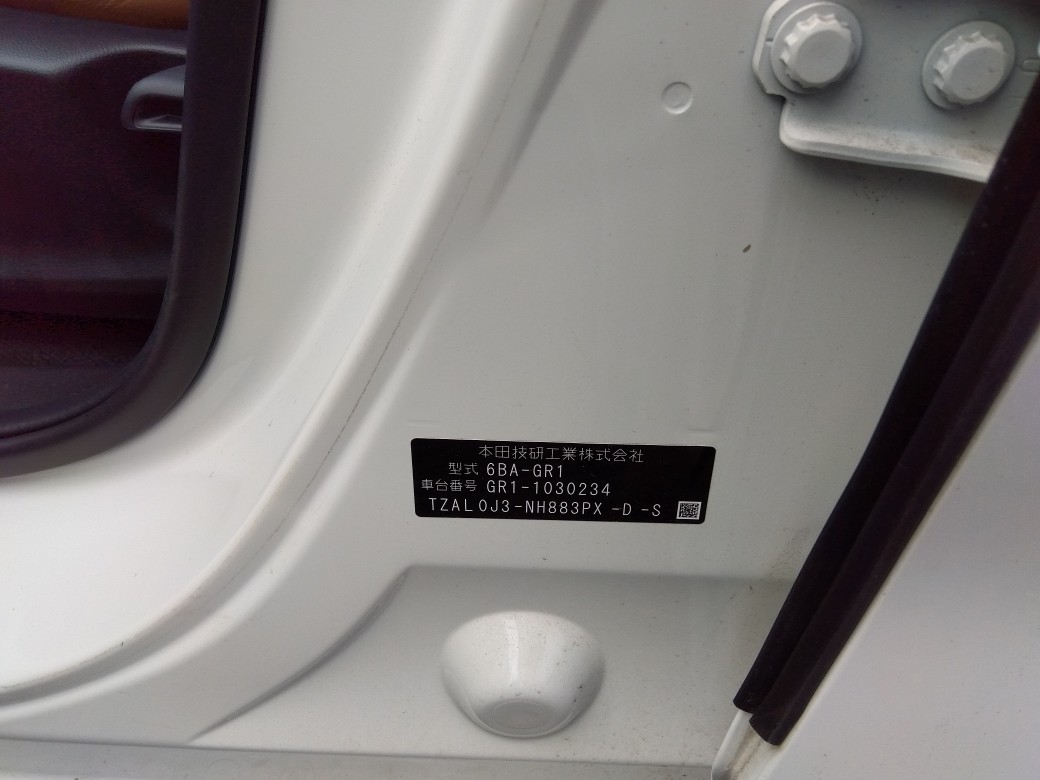 本田技研工業株式会社
型式 6BA-GR1
車台番号 GR1-1030234
TZAL0J3-NH883PX-D-S